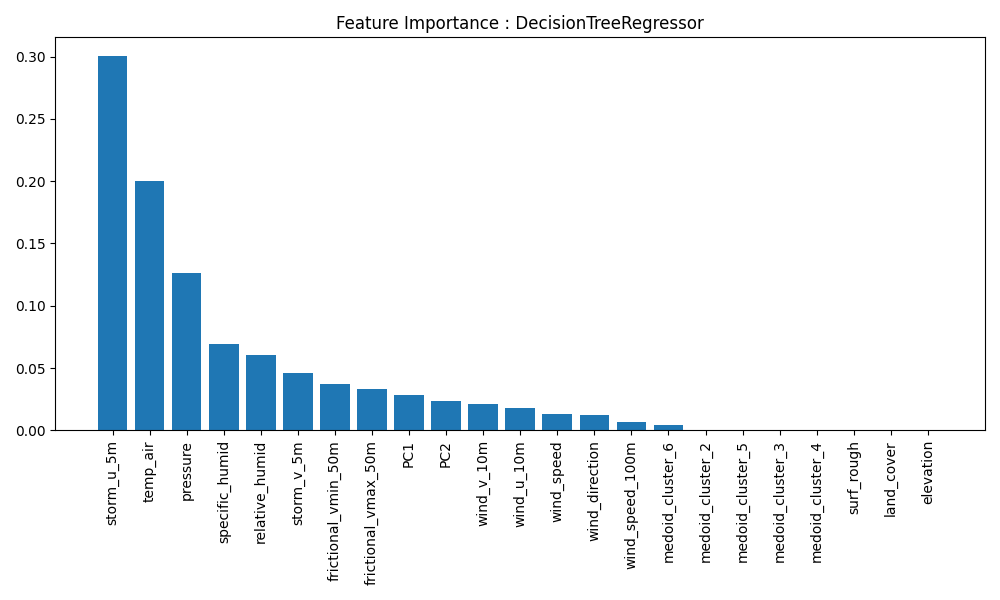 Feature Importance : DecisionTreeRegressor
0.30
0.25
0.20
0.15
0.10
0.05
0.00
storm_u_5m
temp_air
pressure
specific_humid
relative_humid
storm_v_5m
frictional_vmin_50m
frictional_vmax_50m
PC1
PC2
wind_v_10m
wind_u_10m
wind_speed
wind_direction
wind_speed_100m
medoid_cluster_6
medoid_cluster_2
medoid_cluster_5
medoid_cluster_3
medoid_cluster_4
surf_rough
land_cover
elevation